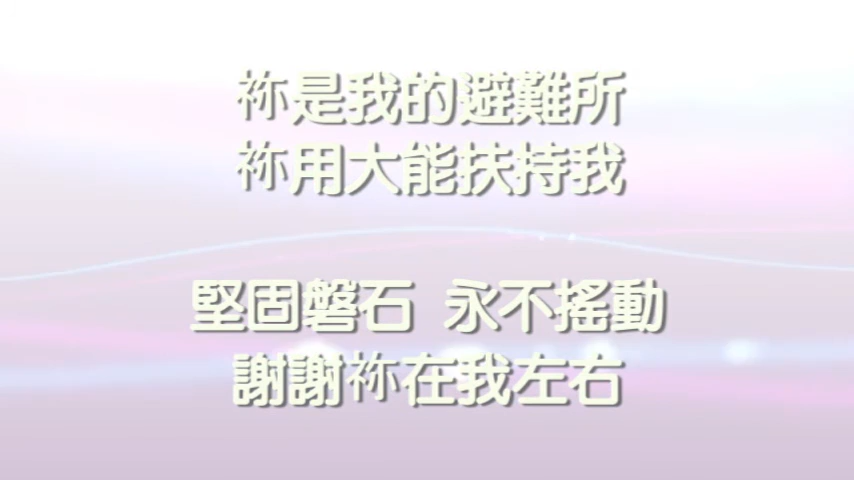 祢是我的避難所
祢用大能扶持我
堅固磐石 永不搖動
謝謝祢在我左右